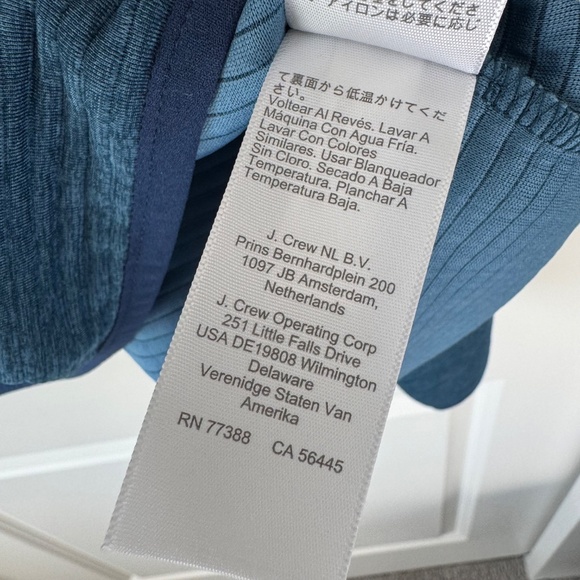 アイロンは必要に応じ
て裏面から低温かけてくだ
さい。
Voltear Al Revés. Lavar A
Máquina Con Agua Fría.
Lavar Con Colores
Similares. Usar Blanqueador
Sin Cloro. Secado A Baja
Temperatura. Planchar A
Temperatura Baja.
J. Crew NL B.V.
Prins Bernhardplein 200
1097 JB Amsterdam,
Netherlands
J. Crew Operating Corp
251 Little Falls Drive
USA DE19808 Wilmington
Delaware
Verenidge Staten Van
Amerika
RN 77388 CA 56445